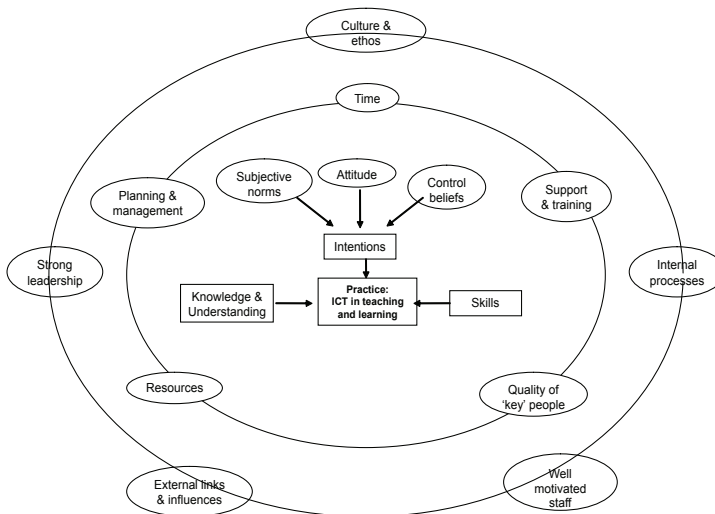 Culture &
ethos
Time
Subjective
norms
Attitude
Control
beliefs
Planning &
management
Support
& training
Intentions
Strong
leadership
Internal
processes
Knowledge &
Understanding
Practice:
ICT in teaching
and learning
Skills
Resources
Quality of
‘key’ people
External links
& influences
Well
motivated
staff